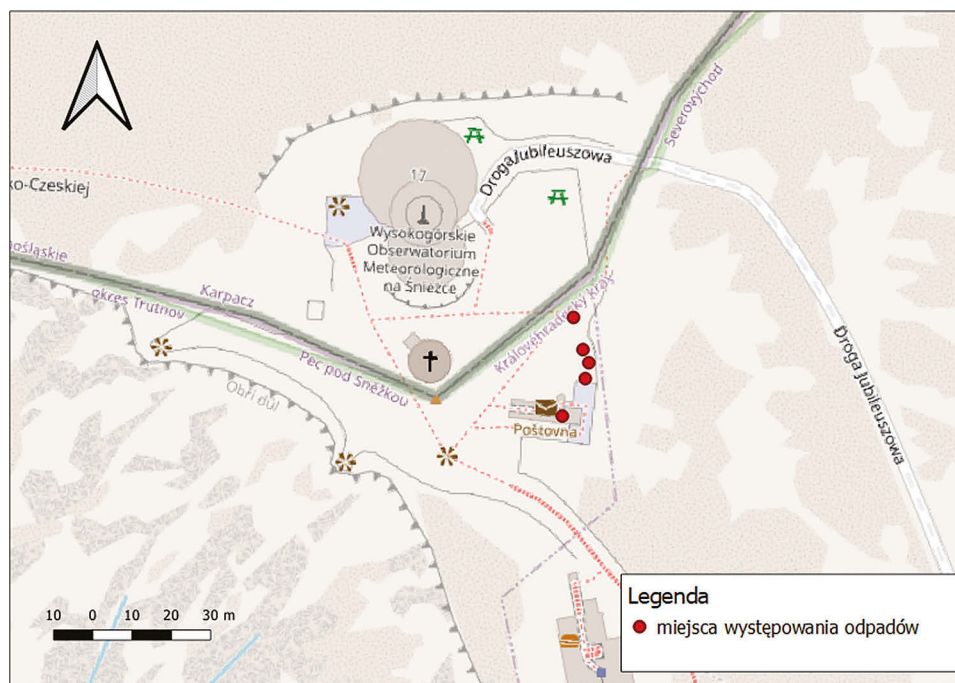 Severovýchod
Droga Jubileuszowa
17
ko-Czeskiej
Wysokogórskie
Obserwatorium
Meteorologiczne
na Śnieżce
nośląskie
okres Trutnov
Karpacz
Královéhradecký kraj
Pec pod Sněžkou
Obří důl
Droga Jubileuszowa
Poštovna
10 0 10 20 30 m
Legenda
miejsca występowania odpadów